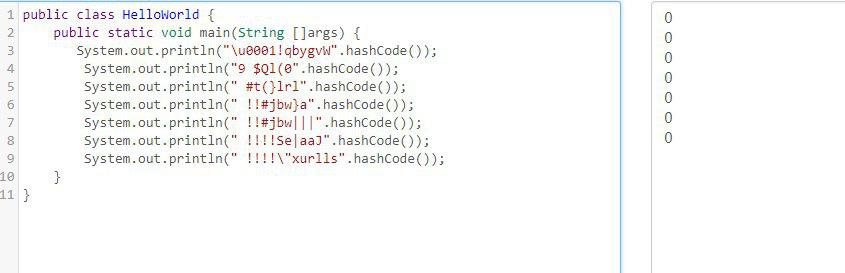 1 public class HelloWorld {
2 public static void main(String []args) {
3 System.out.println("\u0001!qbygvW".hashCode());
4 System.out.println("9 $Ql(0".hashCode());
5 System.out.println(" #t(}lrl".hashCode());
6 System.out.println(" !!#jbw}a".hashCode());
7 System.out.println(" !!#jbw|||".hashCode());
8 System.out.println(" !!!!Se|aaJ".hashCode());
9 System.out.println(" !!!!\"xurlls".hashCode());
10 }
11 }
0
0
0
0
0
0
0